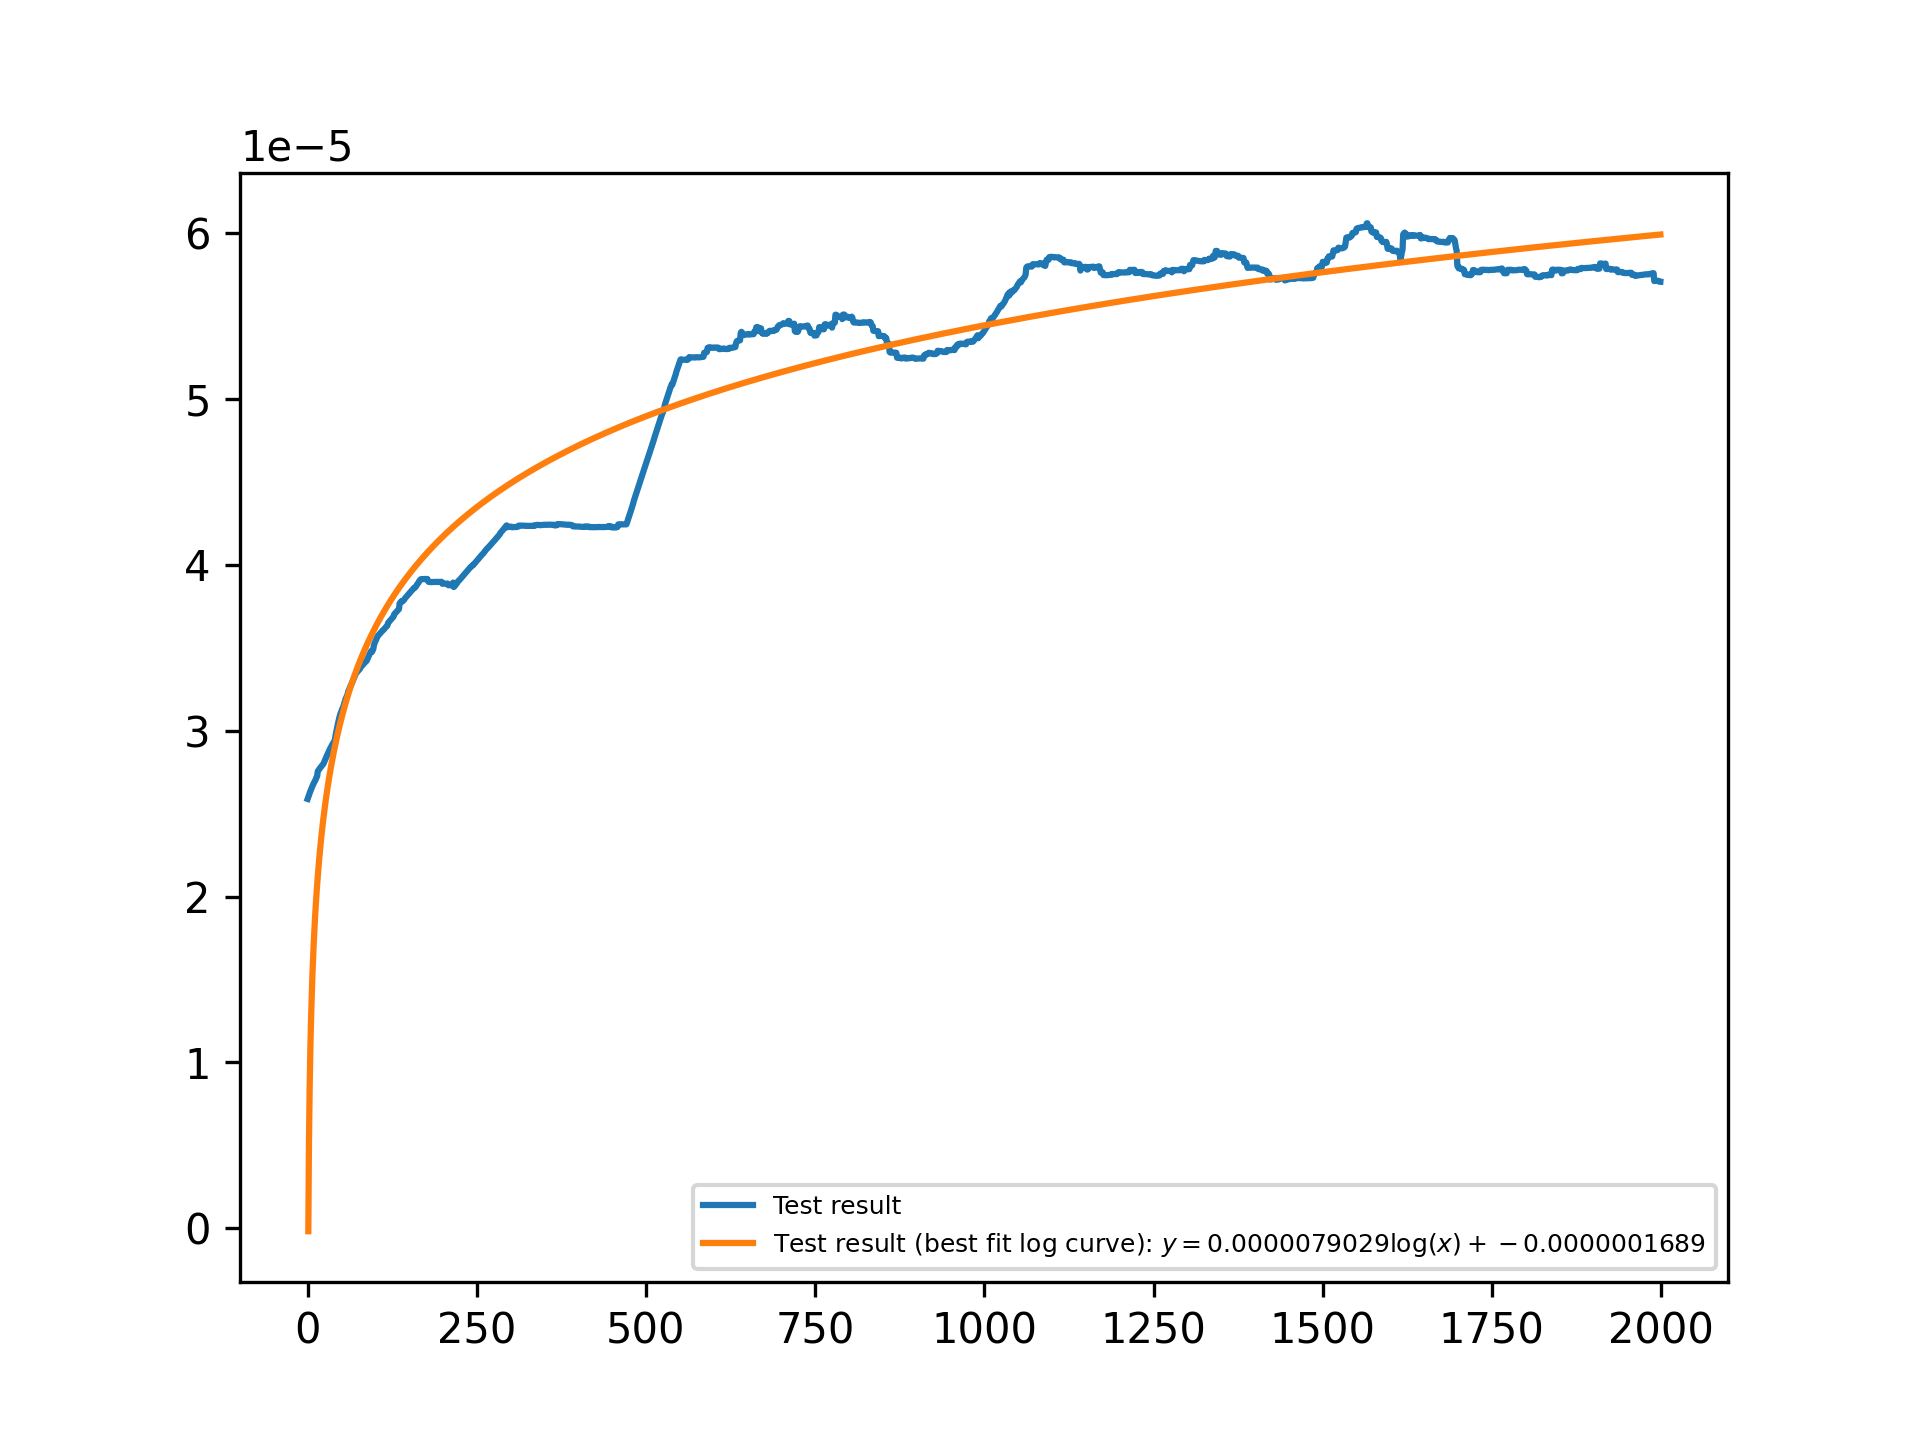 1e−5
6
5
4
3
2
1
0
Test result
Test result (best fit log curve): y = 0.0000079029log(x) + − 0.0000001689
0 250 500 750 1000 1250 1500 1750 2000